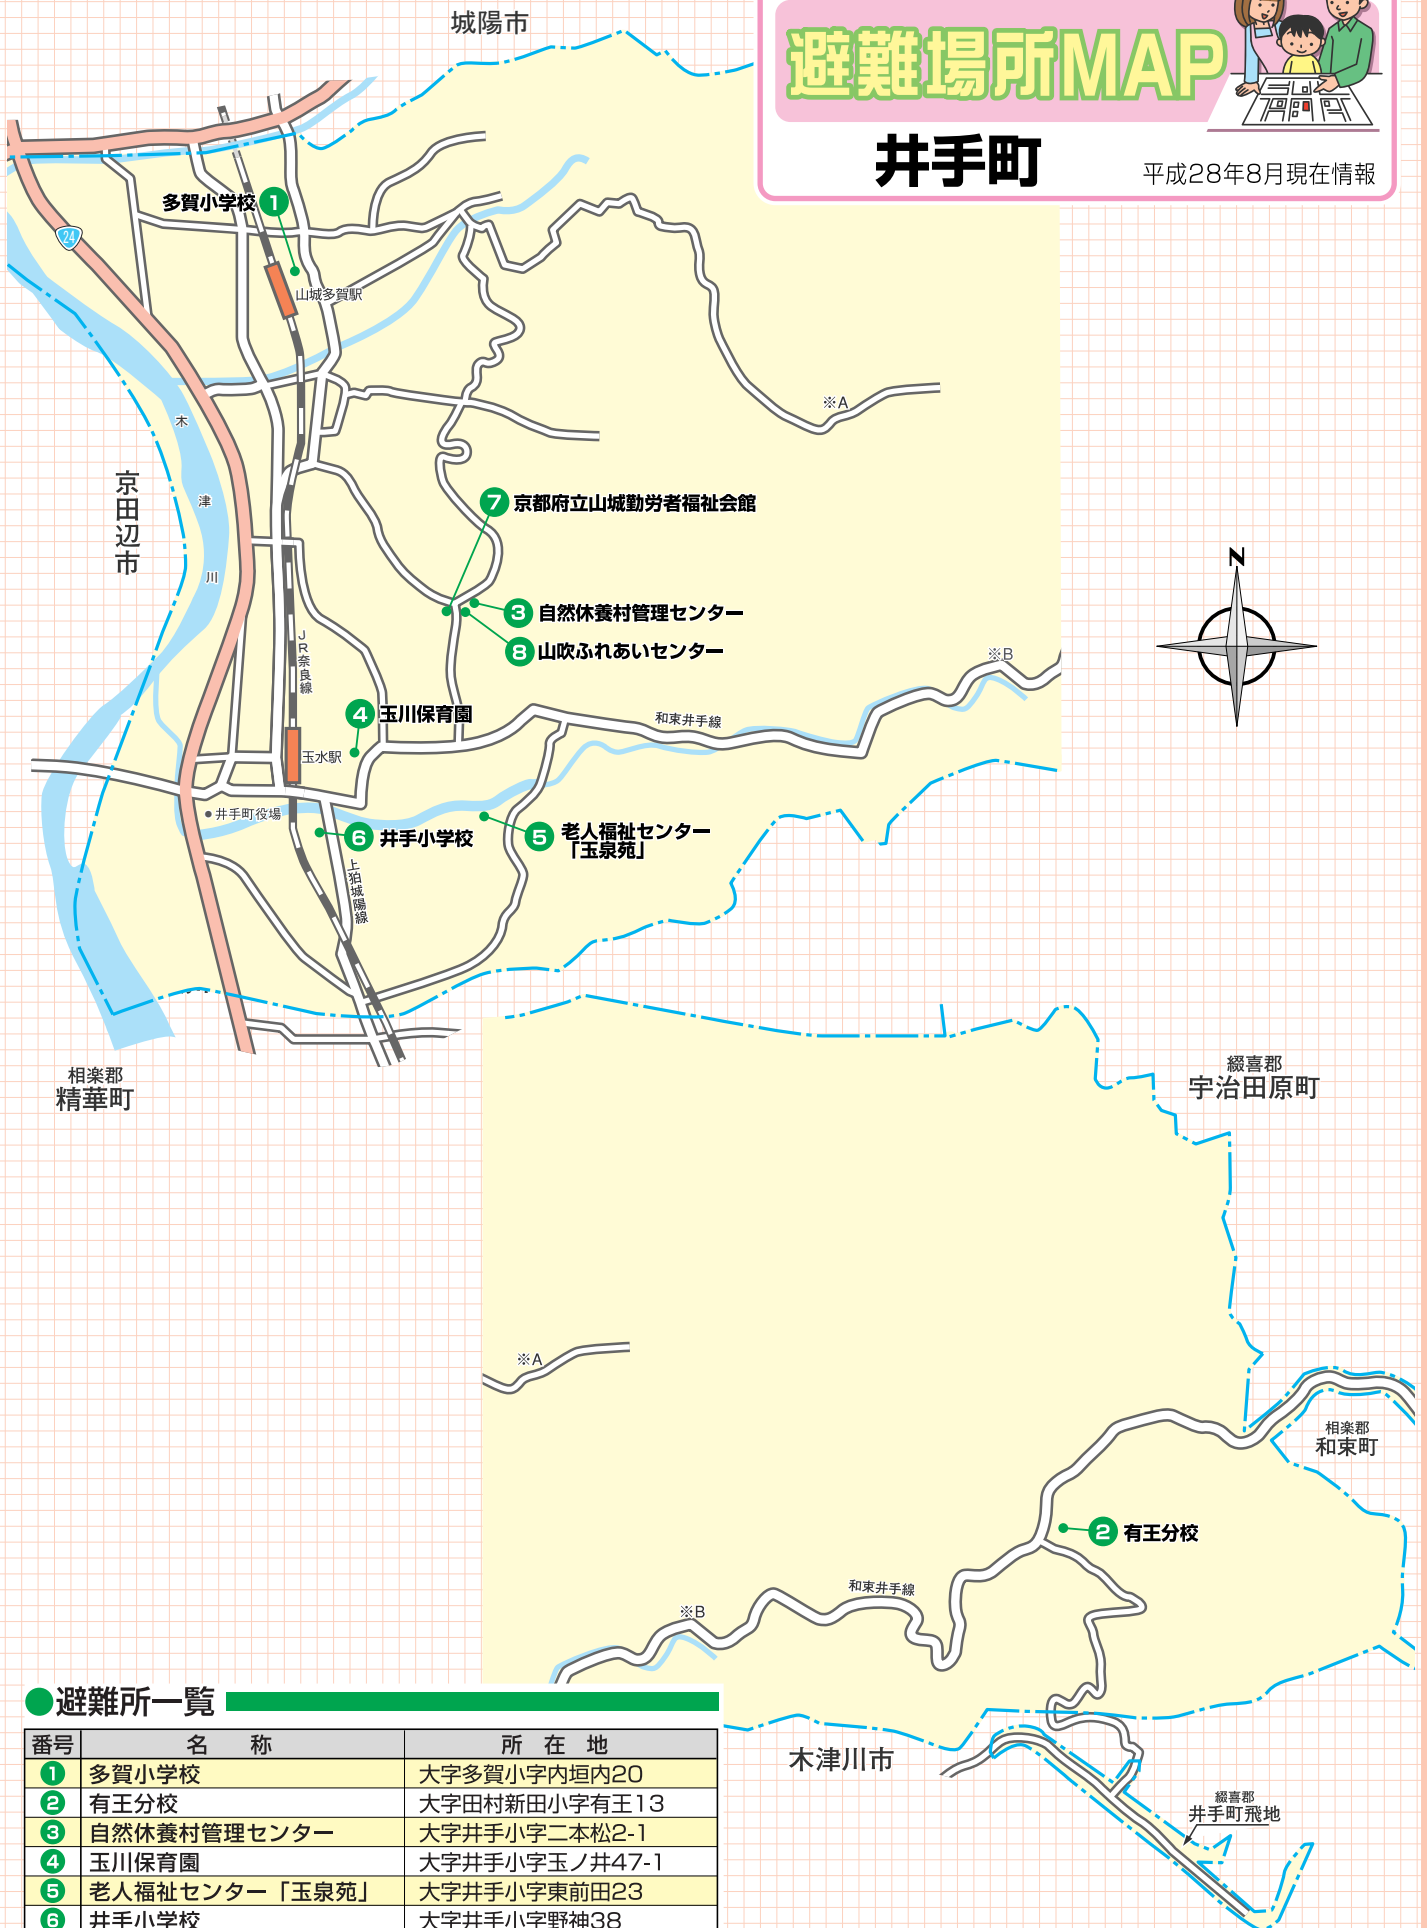 城陽市
避難場所MAP
井手町
平成28年8月現在情報
多賀小学校 1
24
山城多賀駅
※A
木
津
川
京田辺市
7 京都府立山城勤労者福祉会館
N
3 自然休養村管理センター
8 山吹ふれあいセンター
JR奈良線
※B
4 玉川保育園
和束井手線
玉水駅
井手町役場
6 井手小学校
5 老人福祉センター
「玉泉苑」
上狛城陽線
相楽郡
精華町
綴喜郡
宇治田原町
※A
相楽郡
和束町
2 有王分校
和束井手線
※B
木津川市
綴喜郡
井手町飛地
●避難所一覧
番号 名 称 所 在 地
1 多賀小学校 大字多賀小字内垣内20
2 有王分校 大字田村新田小字有王13
3 自然休養村管理センター 大字井手小字二本松2-1
4 玉川保育園 大字井手小字玉ノ井47-1
5 老人福祉センター「玉泉苑」 大字井手小字東前田23
6 井手小学校 大字井手小字野神38